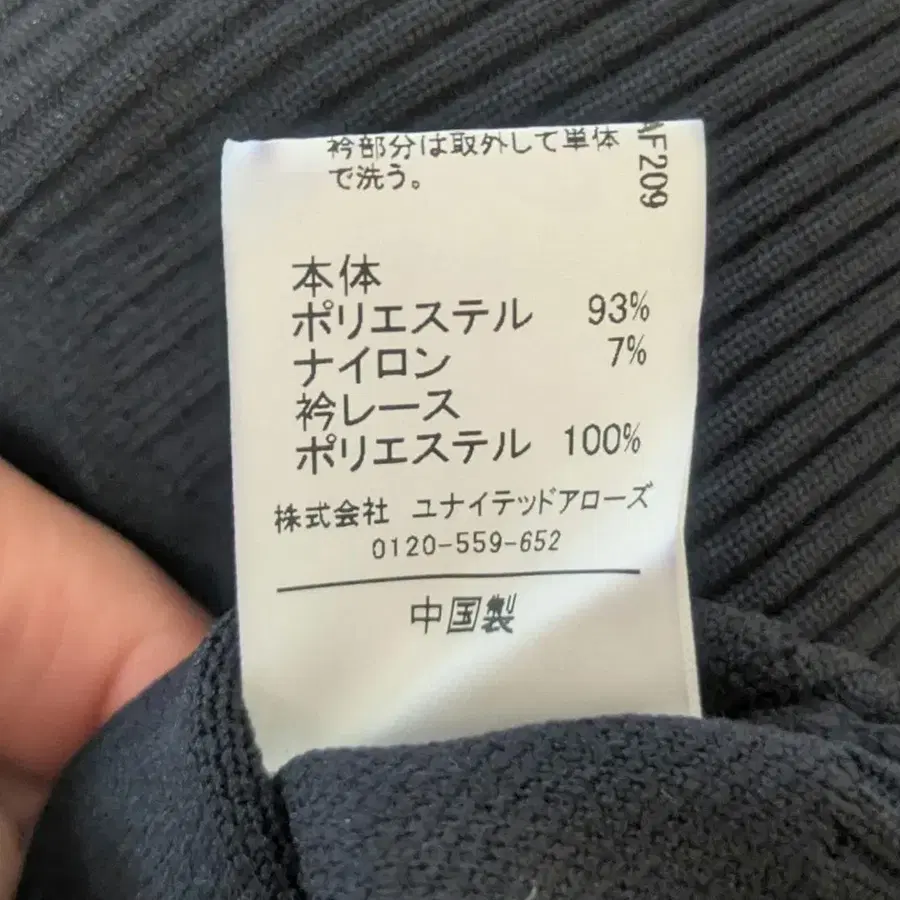 衿部分は取外して単体
で洗う。
AF209
本体
ポリエステル 93%
ナイロン 7%
衿レース
ポリエステル 100%
株式会社 ユナイテッドアローズ
0120-559-652
中国製